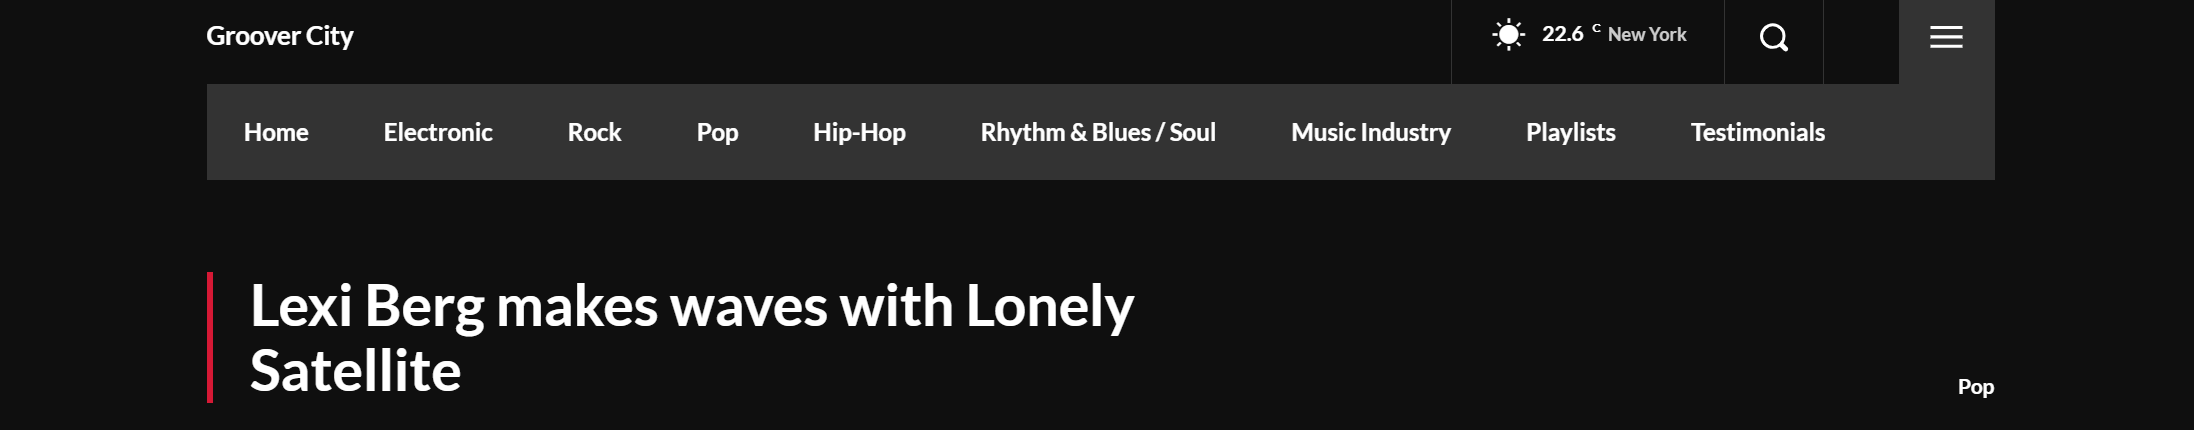 Groover City
22.6 C New York
Home Electronic Rock Pop Hip-Hop Rhythm & Blues / Soul Music Industry Playlists Testimonials
Lexi Berg makes waves with Lonely
Satellite
Pop